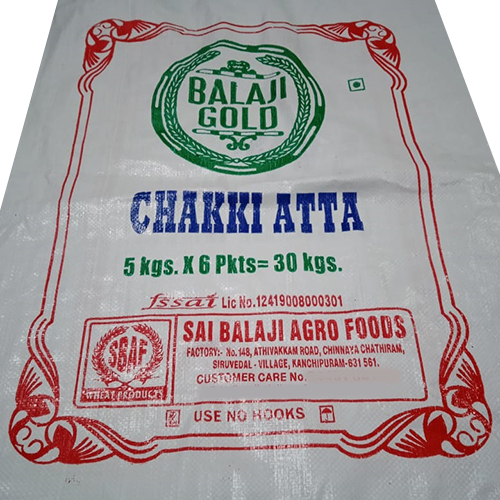 BALAJI
GOLD
CHAKKI ATTA
5 kgs. X 6 Pkts= 30 kgs.
fssai Lic No.12419008000301
SBAF
WHEAT PRODUCTS
SAI BALAJI AGRO FOODS
FACTORY:- No.148, ATHIVAKKAM ROAD, CHINNAYA CHATHIRAM,
SIRUVEDAL - VILLAGE, KANCHIPURAM-631 561.
CUSTOMER CARE No.
USE NO HOOKS